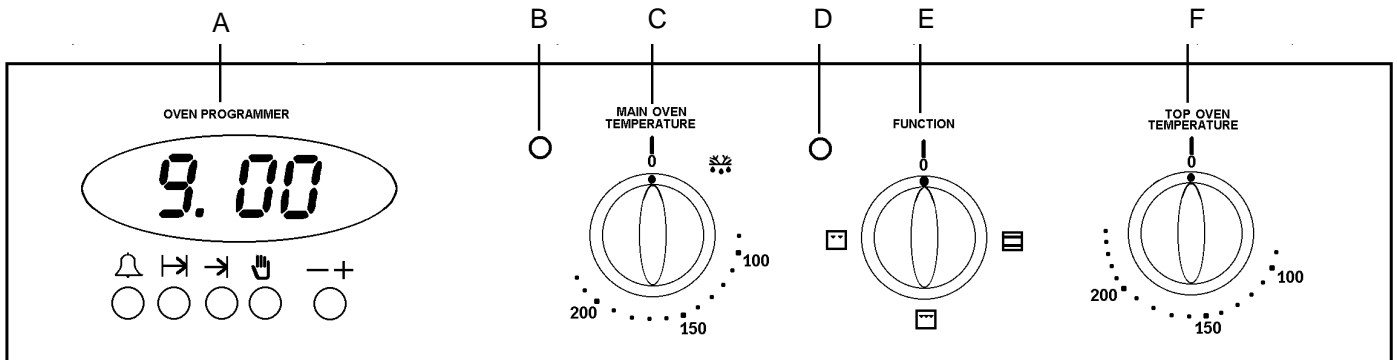 A
B
C
D
E
F
OVEN PROGRAMMER
9.00
− +
MAIN OVEN
TEMPERATURE
0
100
150
200
FUNCTION
0
TOP OVEN
TEMPERATURE
0
100
150
200